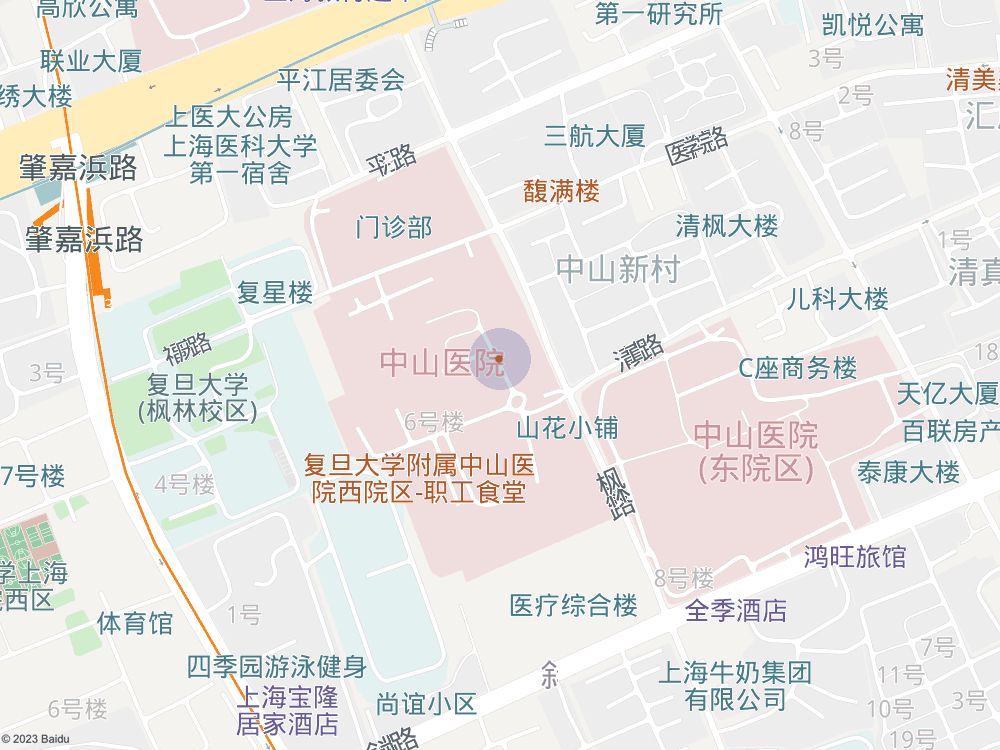 高欣公寓
第一研究所
凯悦公寓
联业大厦
3号
平江居委会
清美
绣大楼
2号
上医大公房
三航大厦
8号
汇
上海医科大学
第一宿舍
医学院路
平江路
肇嘉浜路
馥满楼
门诊部
清枫大楼
肇嘉浜路
1号
中山新村
清真
复星楼
儿科大楼
清真路
18
3号
中山医院
C座商务楼
复旦大学
(枫林校区)
天亿大厦
6号楼
山花小铺
中山医院
(东院区)
百联房产
7号楼
4号楼
复旦大学附属中山医
院西院区-职工食堂
泰康大楼
枫林路
学上海
西区
鸿旺旅馆
8号楼
1号
体育馆
医疗综合楼
全季酒店
7号
四季园游泳健身
上海牛奶集团
有限公司
11号
上海宝隆
居家酒店
尚谊小区
6号楼
10号
3号
19号
© 2023 Baidu